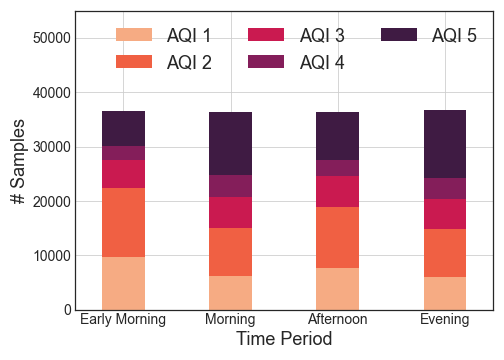 AQI 1 AQI 3 AQI 5
AQI 2 AQI 4
50000
40000
30000
20000
10000
0
# Samples
Early Morning Morning Afternoon Evening
Time Period